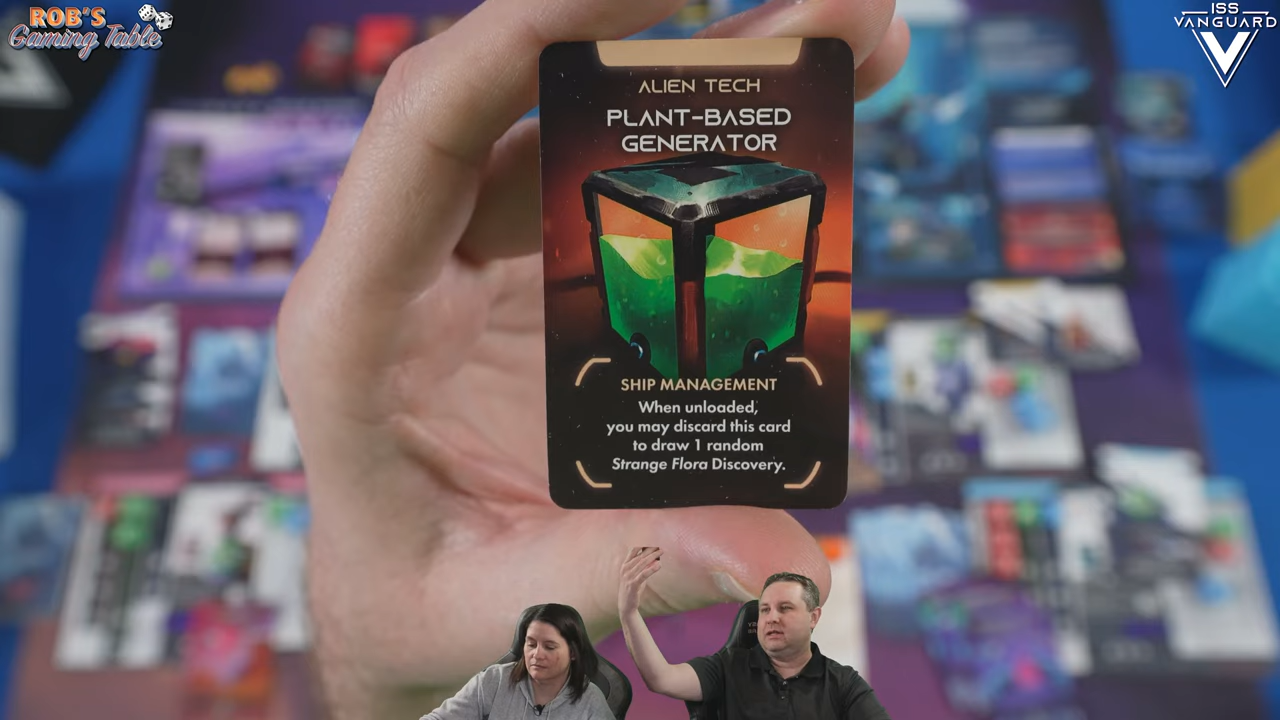 ROB'S
Gaming Table
ISS
VANGUARD
ALIEN TECH
PLANT-BASED
GENERATOR
SHIP MANAGEMENT
When unloaded,
you may discard this card
to draw 1 random
Strange Flora Discovery.